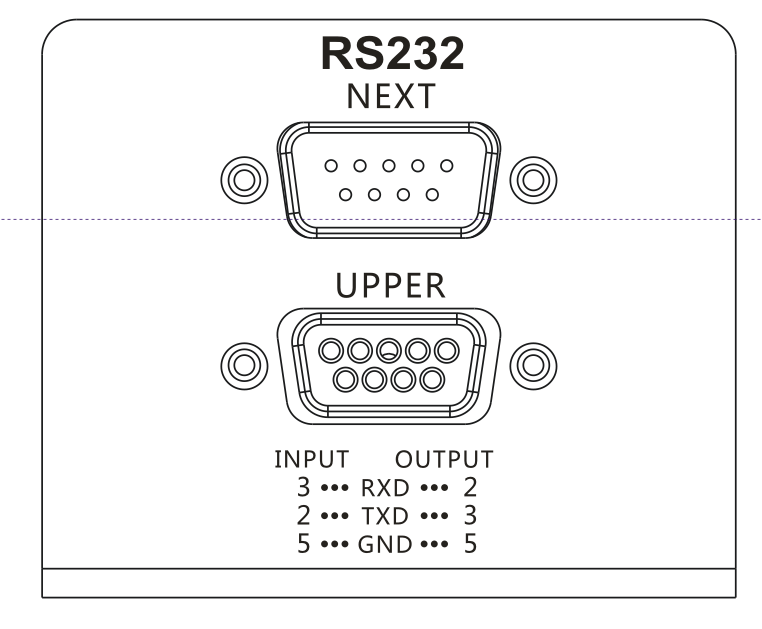 RS232
NEXT
UPPER
INPUT OUTPUT
3 ••• RXD ••• 2
2 ••• TXD ••• 3
5 ••• GND ••• 5